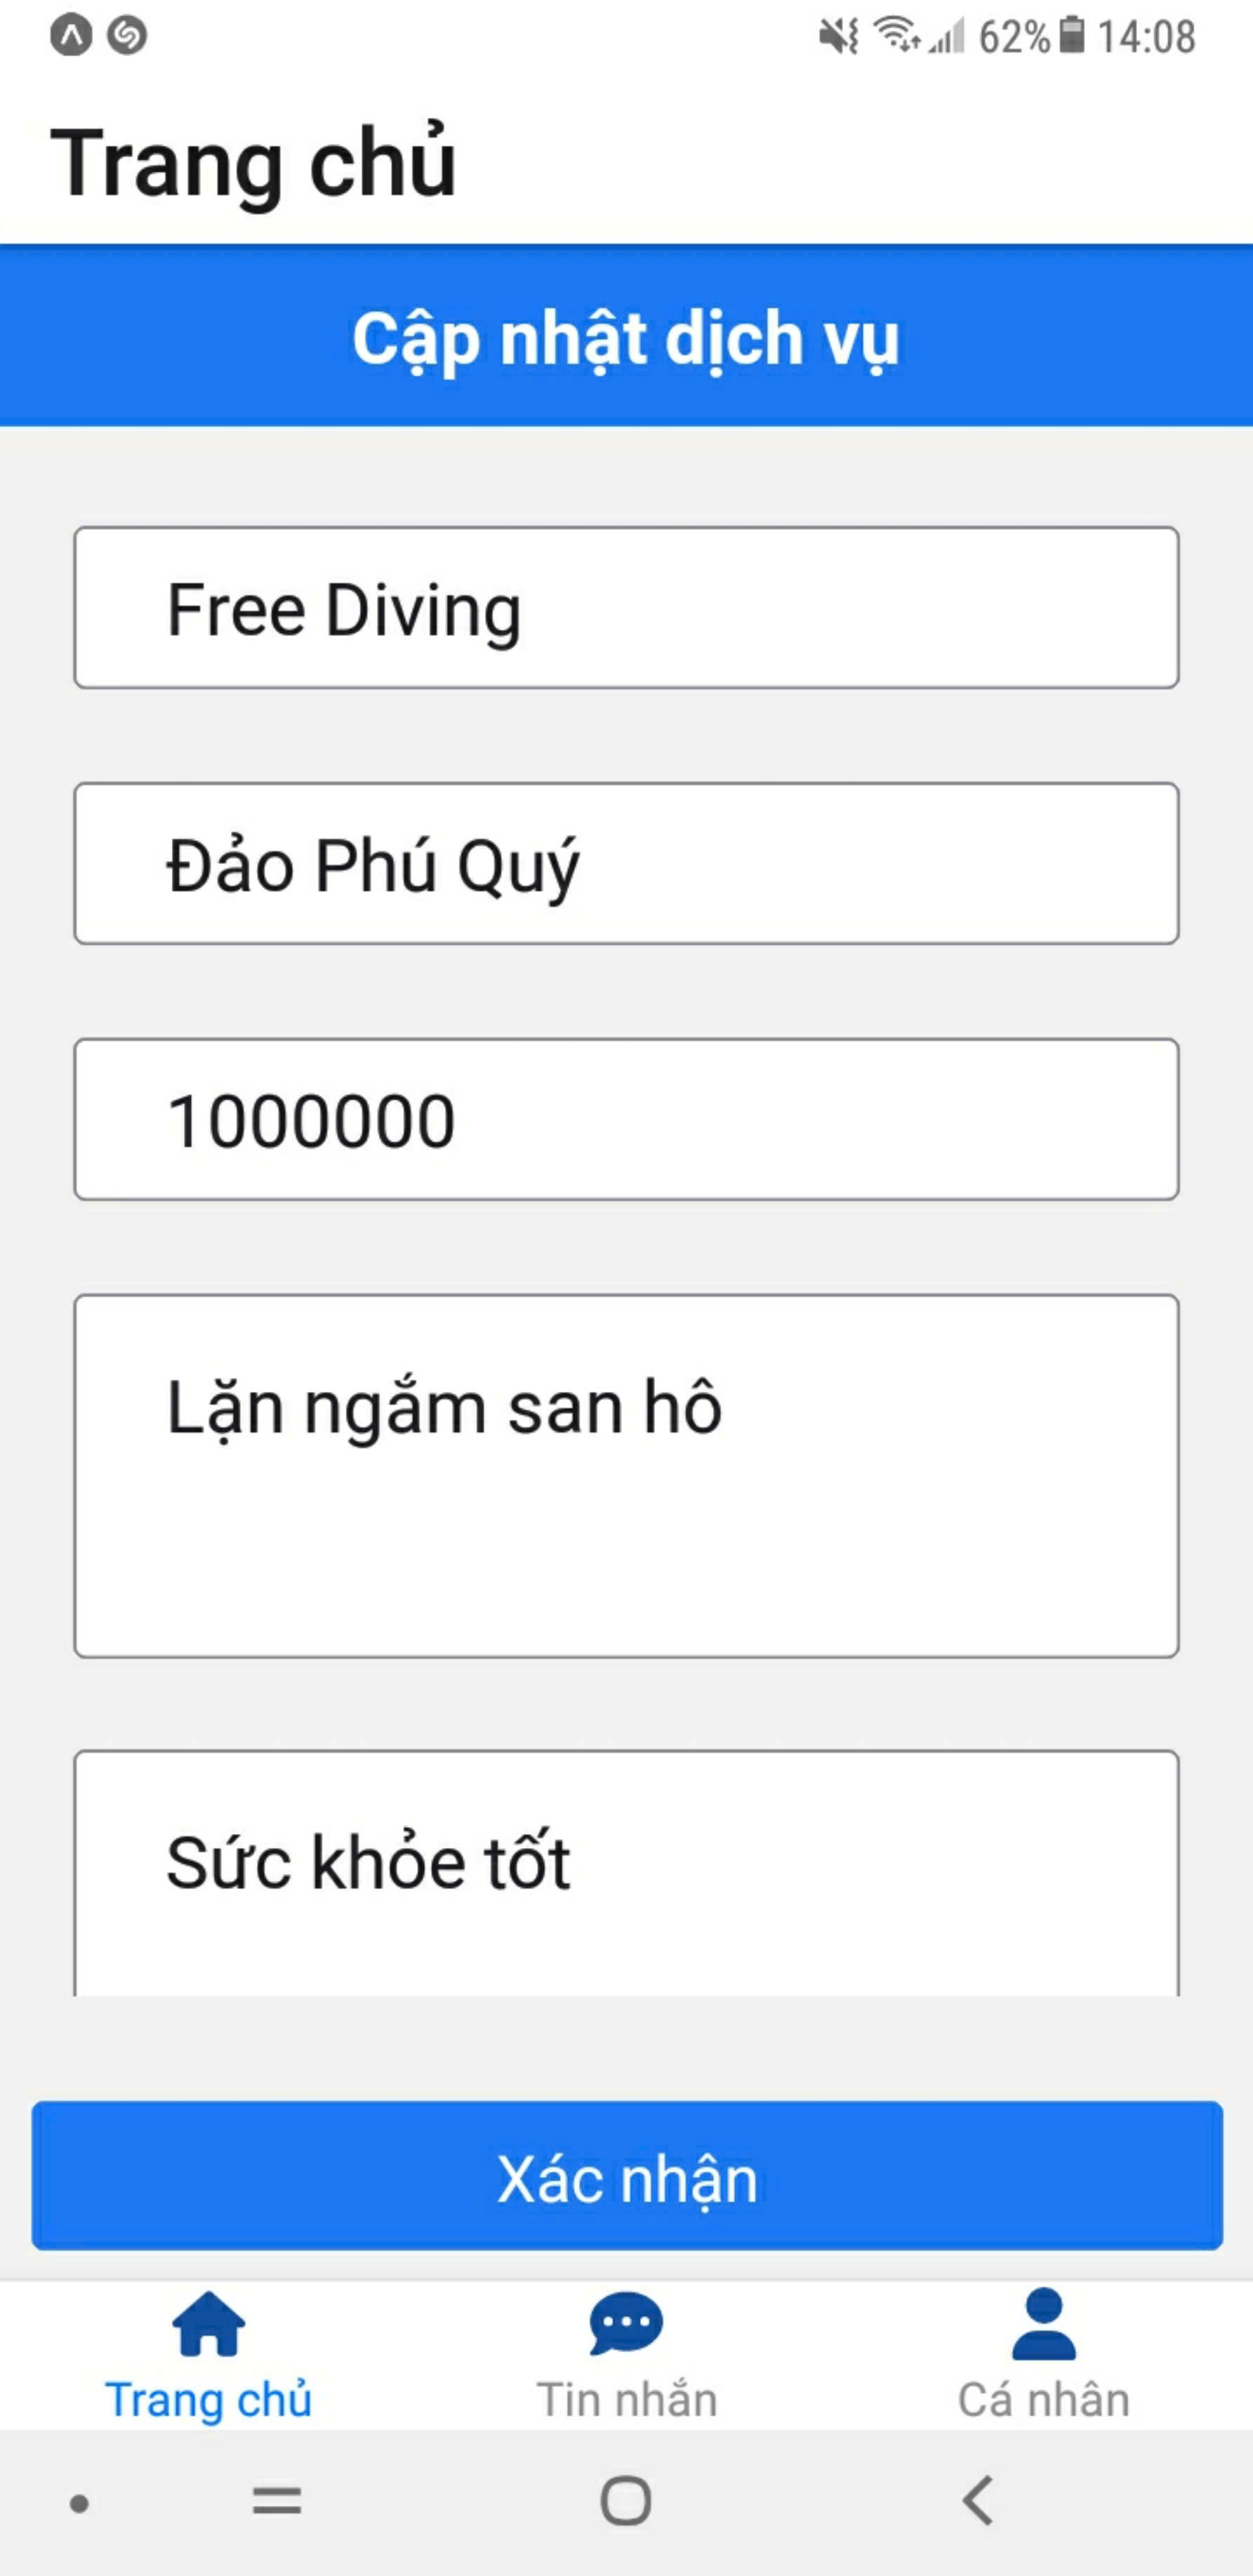 62% 14:08
Trang chủ
Cập nhật dịch vụ
Free Diving
Đảo Phú Quý
1000000
Lặn ngắm san hô
Sức khỏe tốt
Xác nhận
Trang chủ Tin nhắn Cá nhân